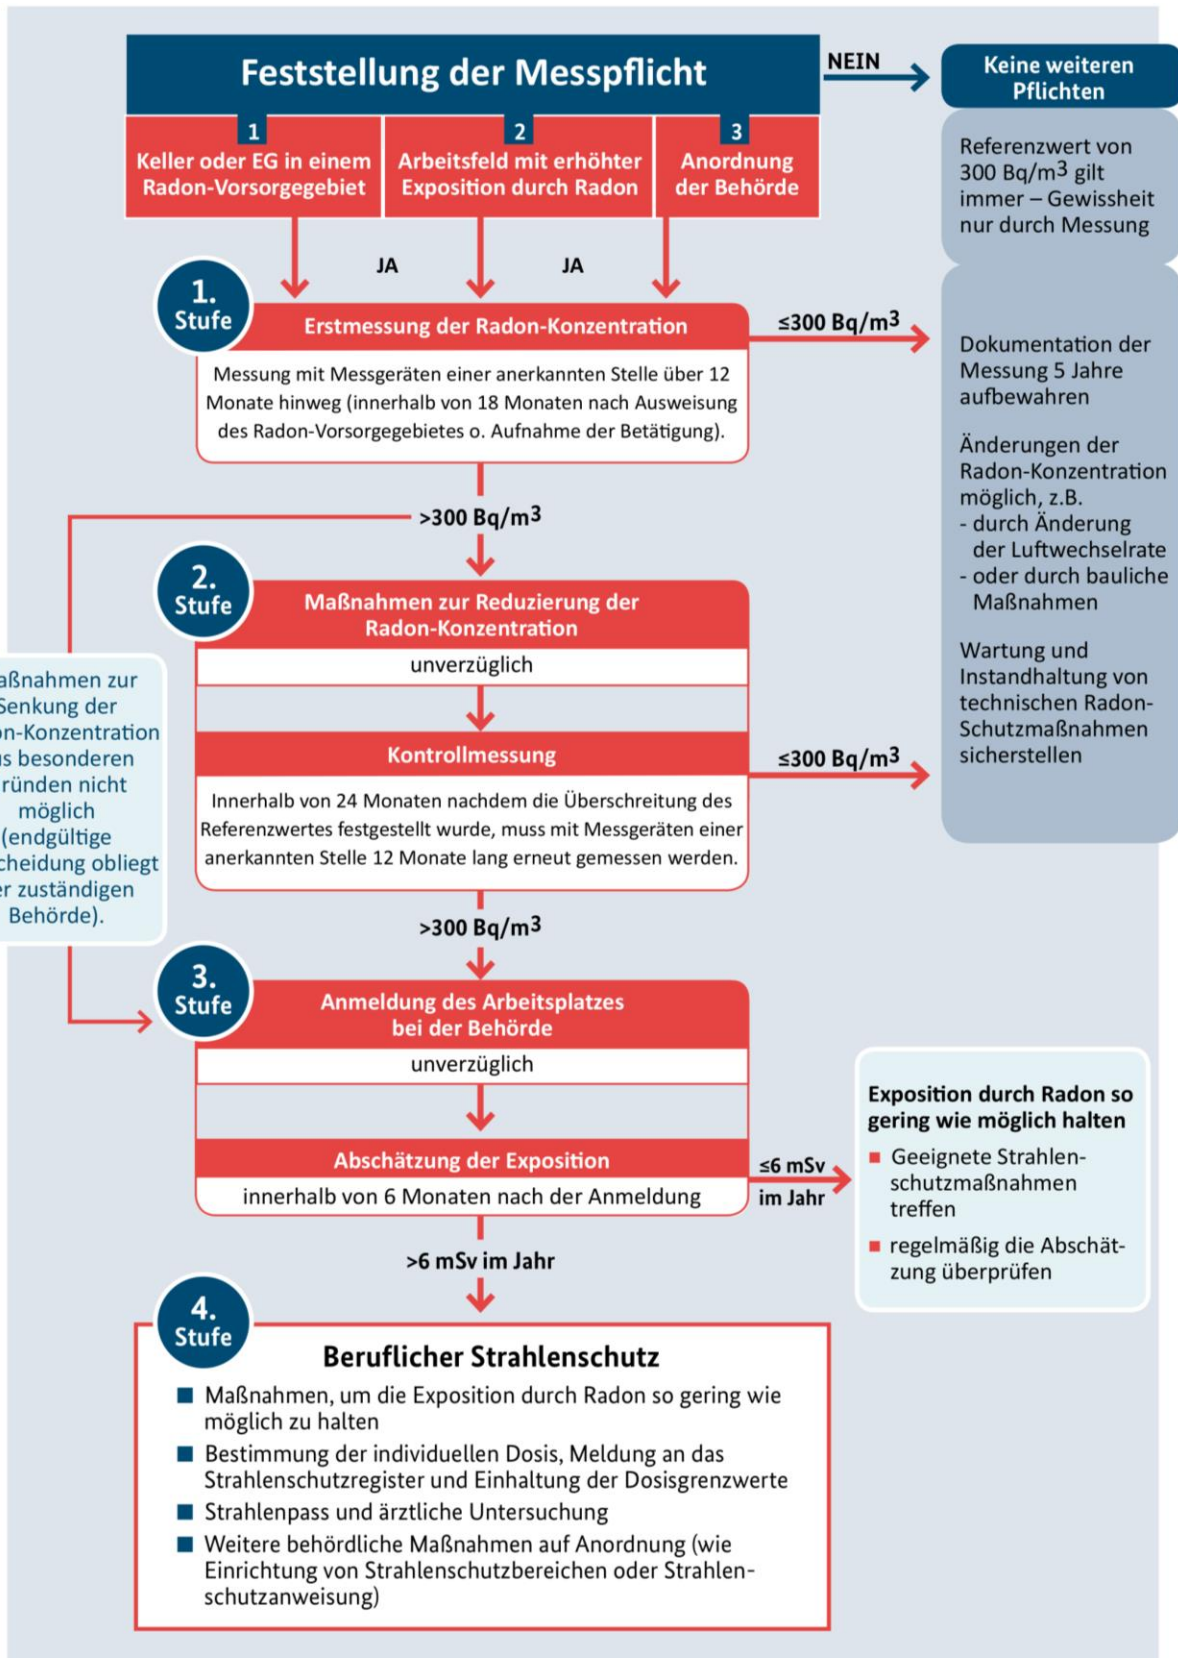 Feststellung der Messpflicht
NEIN
Keine weiteren
Pflichten
1
Keller oder EG in einem
Radon-Vorsorgegebiet
2
Arbeitsfeld mit erhöhter
Exposition durch Radon
3
Anordnung
der Behörde
Referenzwert von
300 Bq/m³ gilt
immer – Gewissheit
nur durch Messung
JA
JA
1.
Stufe
Erstmessung der Radon-Konzentration
≤300 Bq/m³
Messung mit Messgeräten einer anerkannten Stelle über 12
Monate hinweg (innerhalb von 18 Monaten nach Ausweisung
des Radon-Vorsorgegebietes o. Aufnahme der Betätigung).
Dokumentation der
Messung 5 Jahre
aufbewahren
Änderungen der
Radon-Konzentration
möglich, z.B.
- durch Änderung
der Luftwechselrate
- oder durch bauliche
Maßnahmen
Wartung und
Instandhaltung von
technischen Radon-
Schutzmaßnahmen
sicherstellen
>300 Bq/m³
2.
Stufe
Maßnahmen zur Reduzierung der
Radon-Konzentration
unverzüglich
Kontrollmessung
≤300 Bq/m³
Innerhalb von 24 Monaten nachdem die Überschreitung des
Referenzwertes festgestellt wurde, muss mit Messgeräten einer
anerkannten Stelle 12 Monate lang erneut gemessen werden.
aßnahmen zur
Senkung der
on-Konzentration
us besonderen
ründen nicht
möglich
(endgültige
scheidung obliegt
er zuständigen
Behörde).
>300 Bq/m³
3.
Stufe
Anmeldung des Arbeitsplatzes
bei der Behörde
unverzüglich
Abschätzung der Exposition
innerhalb von 6 Monaten nach der Anmeldung
≤6 mSv
im Jahr
Exposition durch Radon so
gering wie möglich halten
■ Geeignete Strahlen-
schutzmaßnahmen
treffen
■ regelmäßig die Abschät-
zung überprüfen
>6 mSv im Jahr
4.
Stufe
Beruflicher Strahlenschutz
■ Maßnahmen, um die Exposition durch Radon so gering wie
möglich zu halten
■ Bestimmung der individuellen Dosis, Meldung an das
Strahlenschutzregister und Einhaltung der Dosisgrenzwerte
■ Strahlenpass und ärztliche Untersuchung
■ Weitere behördliche Maßnahmen auf Anordnung (wie
Einrichtung von Strahlenschutzbereichen oder Strahlen-
schutzanweisung)